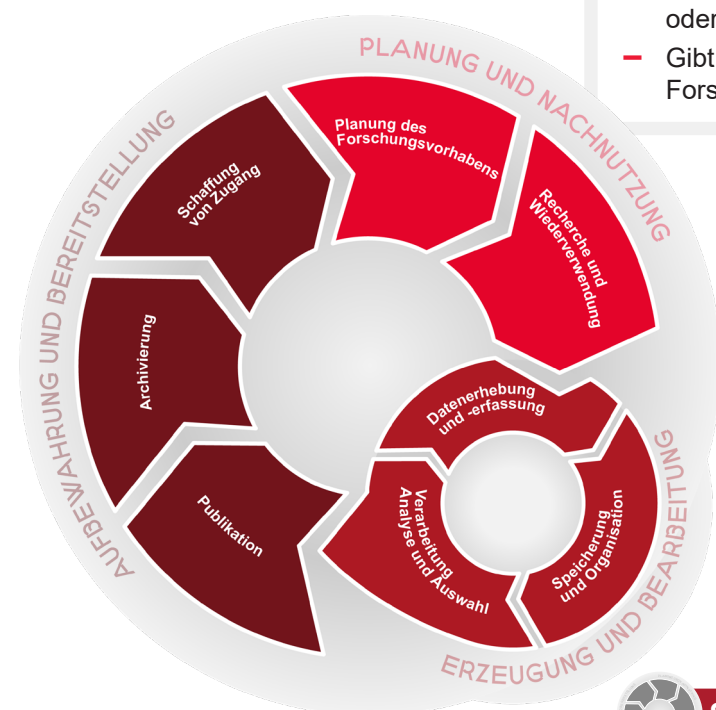 oder
Gibt
Fors
PLANUNG UND NACHNUTZUNG
Planung des
Forschungsvorhabens
Recherche und
Wiederverwendung
ERZEUGUNG UND BEARBEITUNG
Datenerhebung
und -erfassung
Speicherung
und Organisation
Verarbeitung
Analyse und Auswahl
AUFBEWAHRUNG UND BEREITSTELLUNG
Publikation
Archivierung
Schaffung
von Zugang